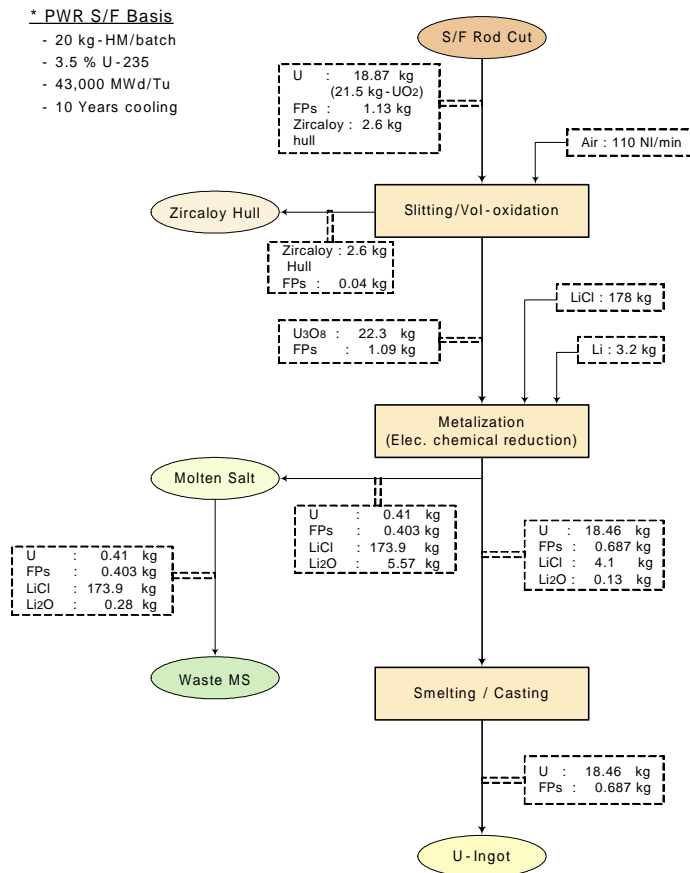 * PWR S/F Basis
- 20 kg-HM/batch
- 3.5 % U-235
- 43,000 MWd/Tu
- 10 Years cooling
S/F Rod Cut
U : 18.87 kg
(21.5 kg-UO2)
FPs : 1.13 kg
Zircaloy : 2.6 kg
hull
Air : 110 Nl/min
Zircaloy Hull
Slitting/Vol-oxidation
Zircaloy : 2.6 kg
Hull
FPs : 0.04 kg
LiCl : 178 kg
U3O8 : 22.3 kg
FPs : 1.09 kg
Li : 3.2 kg
Metalization
(Elec. chemical reduction)
Molten Salt
U : 0.41 kg
FPs : 0.403 kg
LiCl : 173.9 kg
Li2O : 5.57 kg
U : 18.46 kg
FPs : 0.687 kg
LiCl : 4.1 kg
Li2O : 0.13 kg
U : 0.41 kg
FPs : 0.403 kg
LiCl : 173.9 kg
Li2O : 0.28 kg
Waste MS
Smelting / Casting
U : 18.46 kg
FPs : 0.687 kg
U-Ingot